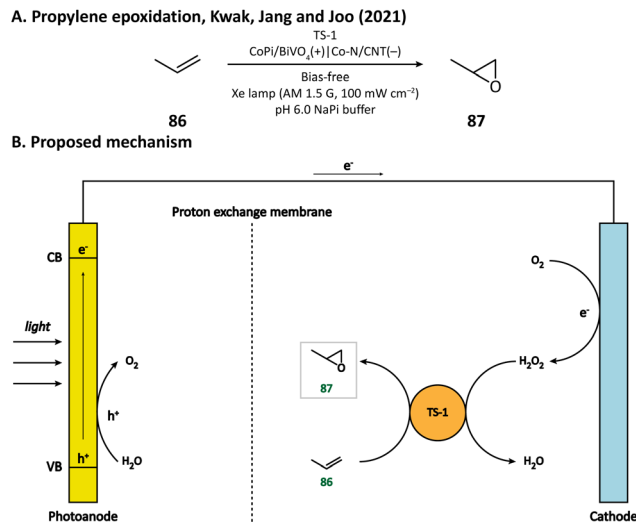 A. Propylene epoxidation, Kwak, Jang and Joo (2021)
TS-1
CoPi/BiVO4(+)|Co-N/CNT(–)
Bias-free
Xe lamp (AM 1.5 G, 100 mW cm⁻²)
pH 6.0 NaPi buffer
O
86
87
B. Proposed mechanism
e⁻
Proton exchange membrane
CB
e⁻
O₂
e⁻
light
O₂
H₂O₂
O
87
TS-1
h⁺
VB
h⁺
H₂O
86
H₂O
Photoanode
Cathode